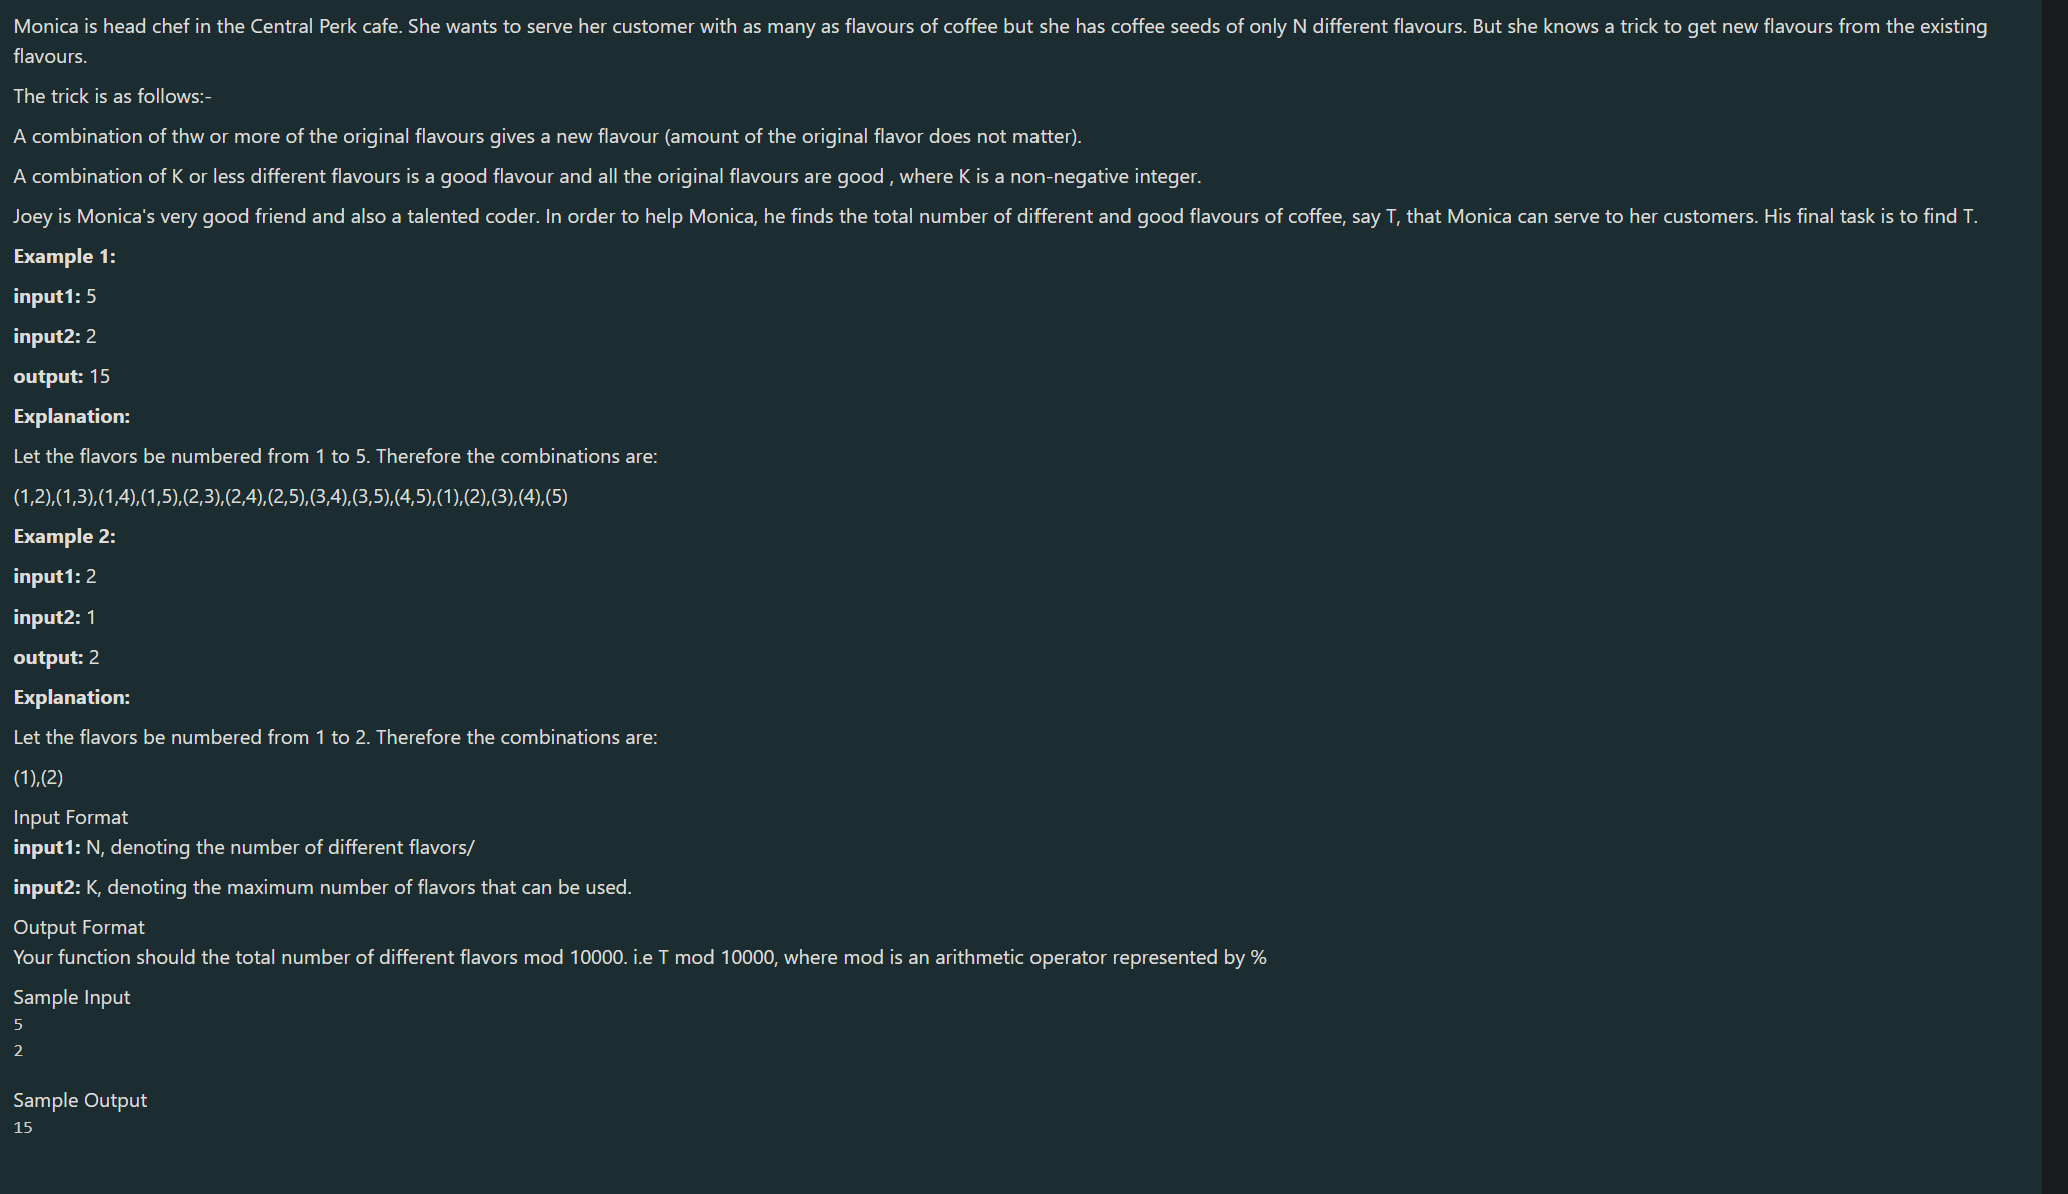 Monica is head chef in the Central Perk cafe. She wants to serve her customer with as many as flavours of coffee but she has coffee seeds of only N different flavours. But she knows a trick to get new flavours from the existing
flavours.
The trick is as follows:-
A combination of thw or more of the original flavours gives a new flavour (amount of the original flavor does not matter).
A combination of K or less different flavours is a good flavour and all the original flavours are good , where K is a non-negative integer.
Joey is Monica's very good friend and also a talented coder. In order to help Monica, he finds the total number of different and good flavours of coffee, say T, that Monica can serve to her customers. His final task is to find T.
Example 1:
input1: 5
input2: 2
output: 15
Explanation:
Let the flavors be numbered from 1 to 5. Therefore the combinations are:
(1,2),(1,3),(1,4),(1,5),(2,3),(2,4),(2,5),(3,4),(3,5),(4,5),(1),(2),(3),(4),(5)
Example 2:
input1: 2
input2: 1
output: 2
Explanation:
Let the flavors be numbered from 1 to 2. Therefore the combinations are:
(1),(2)
Input Format
input1: N, denoting the number of different flavors/
input2: K, denoting the maximum number of flavors that can be used.
Output Format
Your function should the total number of different flavors mod 10000. i.e T mod 10000, where mod is an arithmetic operator represented by %
Sample Input
5
2
Sample Output
15